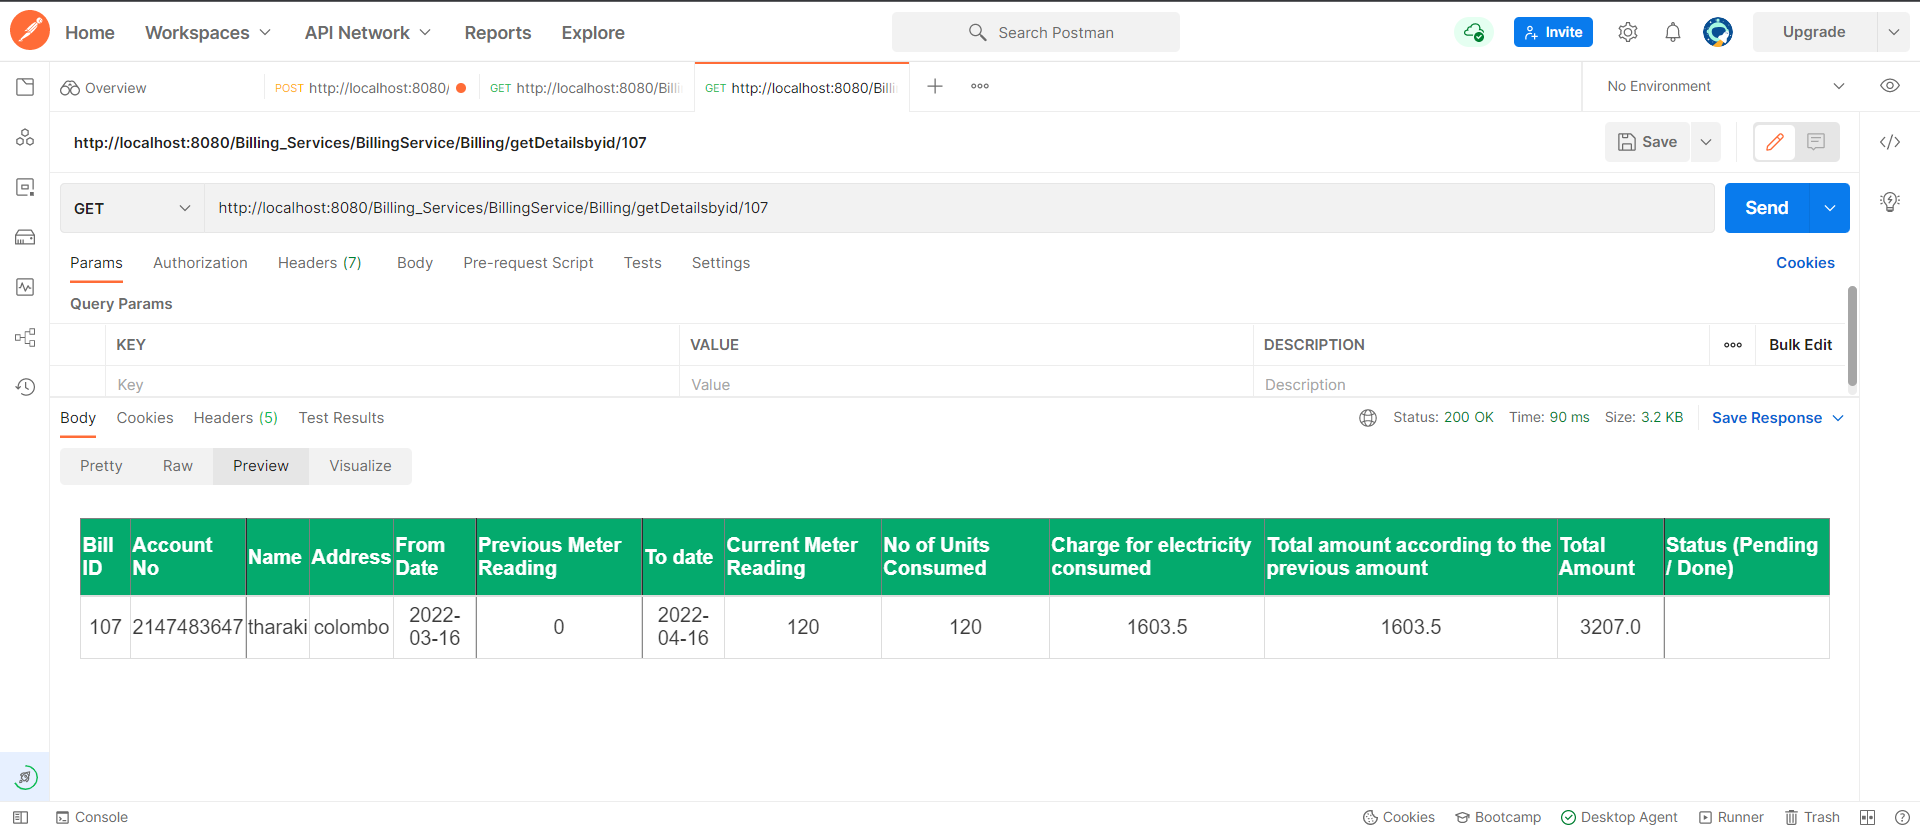 Home Workspaces API Network Reports Explore Search Postman Invite Upgrade
Overview POST http://localhost:8080/ GET http://localhost:8080/Billi GET http://localhost:8080/Billi No Environment
http://localhost:8080/Billing_Services/BillingService/Billing/getDetailsbyid/107 Save
GET http://localhost:8080/Billing_Services/BillingService/Billing/getDetailsbyid/107 Send
Params Authorization Headers (7) Body Pre-request Script Tests Settings Cookies
Query Params
KEY VALUE DESCRIPTION Bulk Edit
Key Value Description
Body Cookies Headers (5) Test Results Status: 200 OK Time: 90 ms Size: 3.2 KB Save Response
Pretty Raw Preview Visualize
Bill ID Account No Name Address From Date Previous Meter Reading To date Current Meter Reading No of Units Consumed Charge for electricity consumed Total amount according to the previous amount Total Amount Status (Pending / Done)
107 2147483647 tharaki colombo 2022-03-16 0 2022-04-16 120 120 1603.5 1603.5 3207.0
Console Cookies Bootcamp Desktop Agent Runner Trash